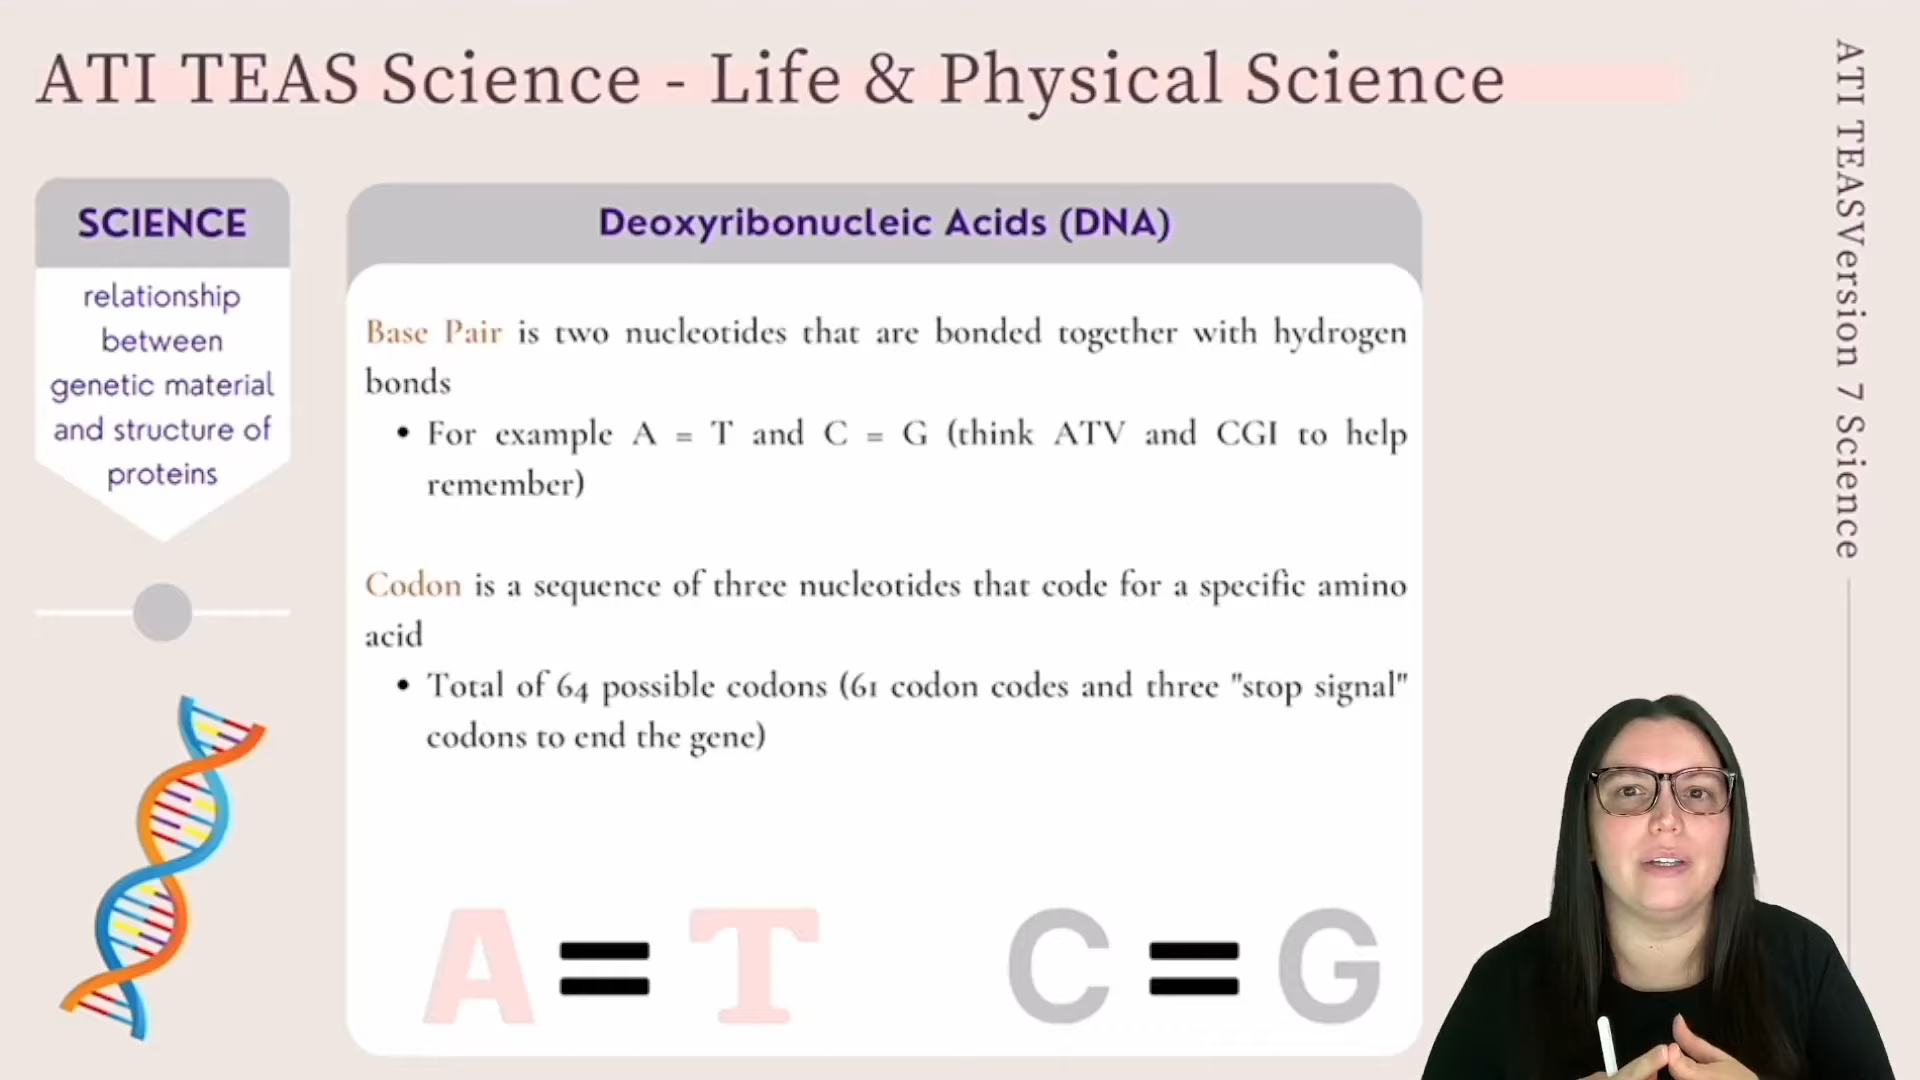 ATI TEAS Science - Life & Physical Science
SCIENCE
relationship
between
genetic material
and structure of
proteins
Deoxyribonucleic Acids (DNA)
Base Pair is two nucleotides that are bonded together with hydrogen
bonds
• For example A = T and C = G (think ATV and CGI to help
remember)
Codon is a sequence of three nucleotides that code for a specific amino
acid
• Total of 64 possible codons (61 codon codes and three "stop signal"
codons to end the gene)
A = T
C = G
ATI TEASVersion 7 Science